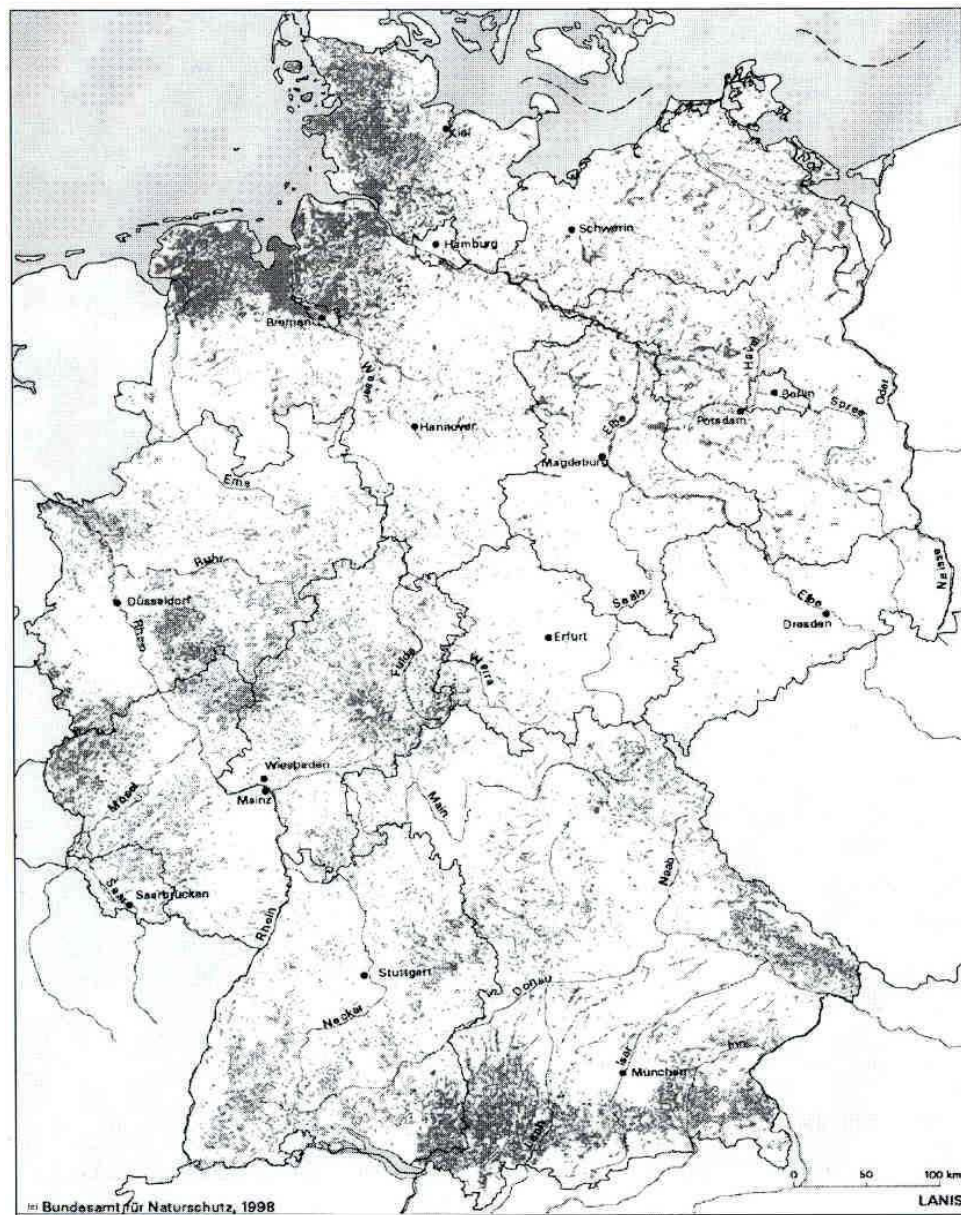 Kiel
Schwerin
Hamburg
Bremen
Weser
Havel
Berlin
Oder
Spree
Potsdam
Hannover
Elbe
Magdeburg
Ems
Neisse
Ruhr
Saale
Elbe
Düsseldorf
Dresden
Erfurt
Rhein
Fulda
Werra
Wiesbaden
Mainz
Mosel
Main
Naab
Saar
Saarbrücken
Rhein
Stuttgart
Donau
Neckar
Isar
Inn
München
Lech
0 50 100 km
Bundesamt für Naturschutz, 1998
LANIS